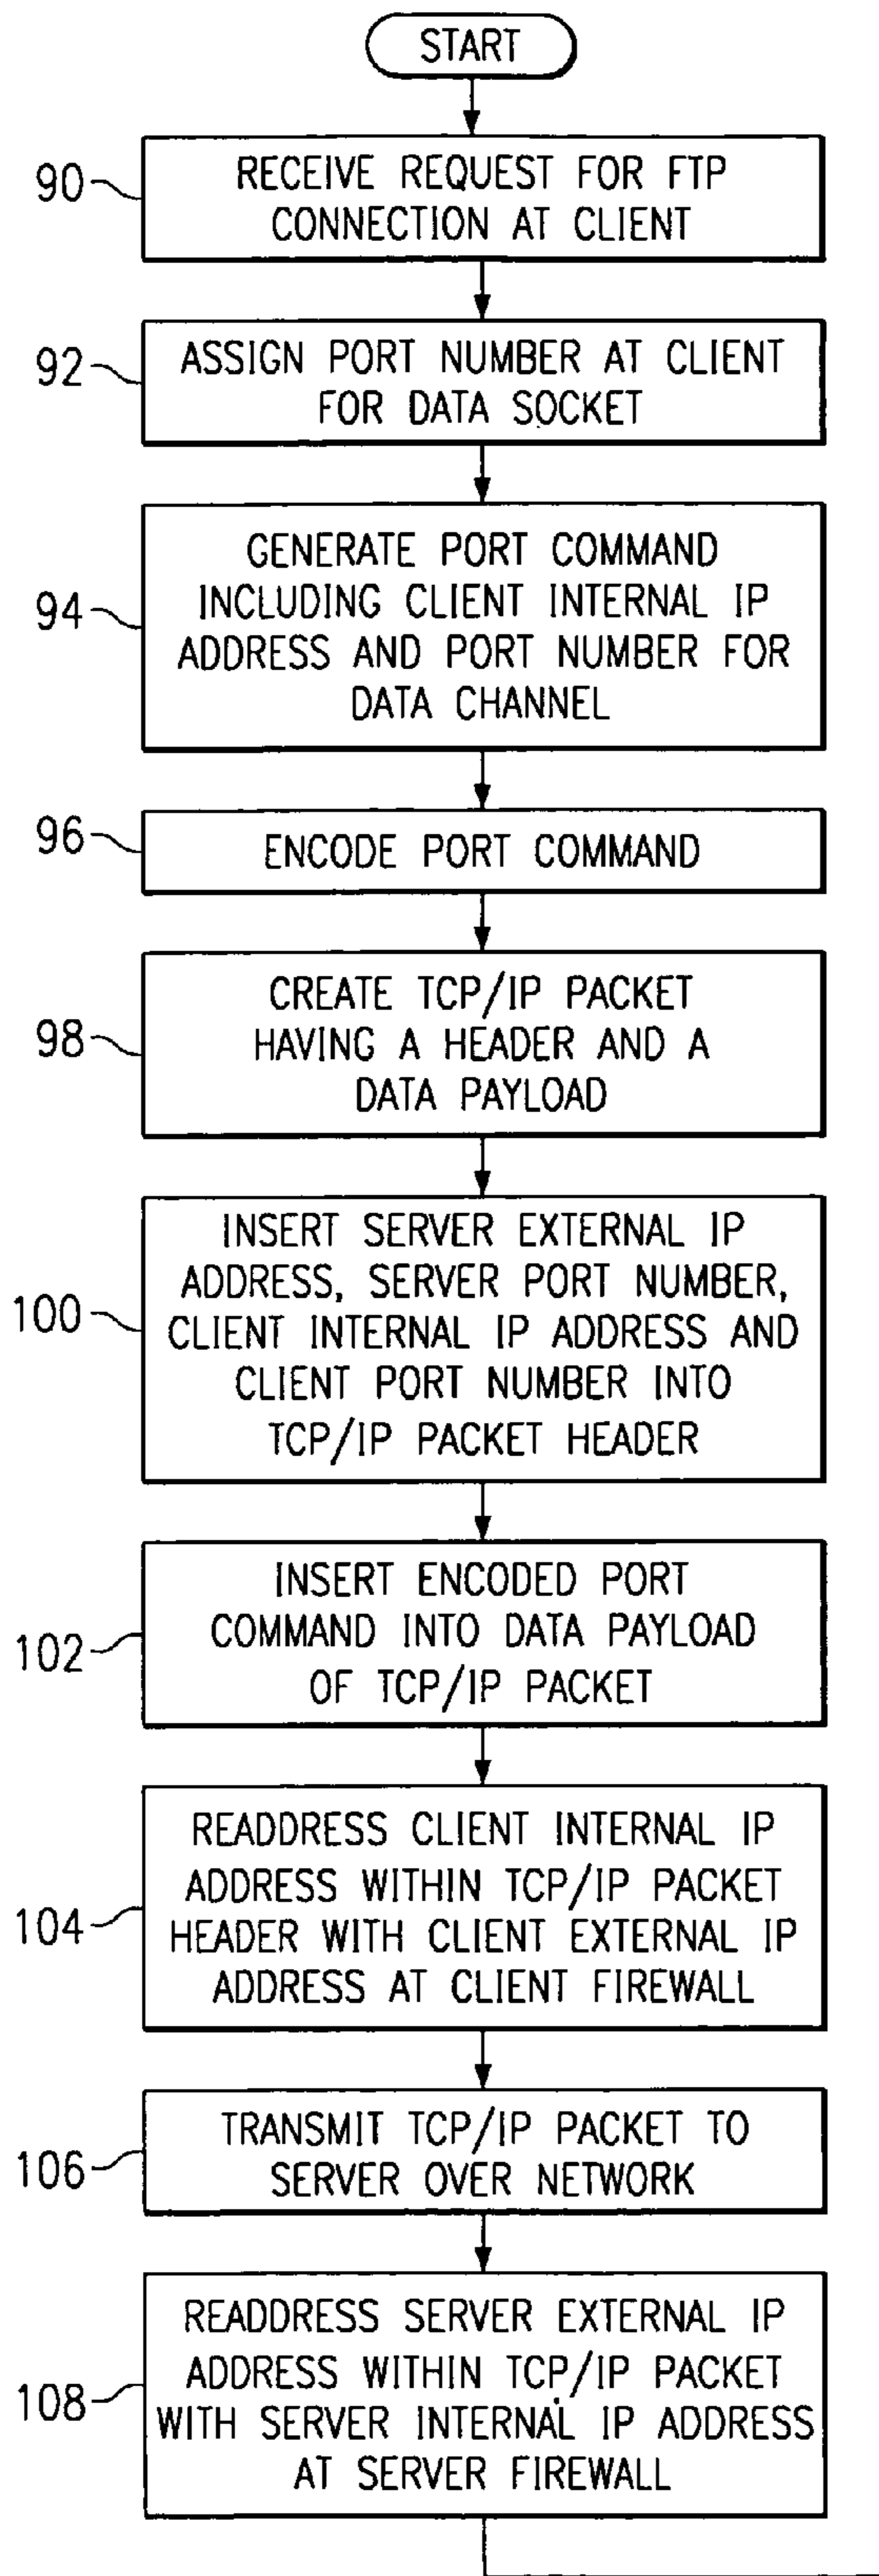 START
90
RECEIVE REQUEST FOR FTP
CONNECTION AT CLIENT
92
ASSIGN PORT NUMBER AT CLIENT
FOR DATA SOCKET
94
GENERATE PORT COMMAND
INCLUDING CLIENT INTERNAL IP
ADDRESS AND PORT NUMBER FOR
DATA CHANNEL
96
ENCODE PORT COMMAND
98
CREATE TCP/IP PACKET
HAVING A HEADER AND A
DATA PAYLOAD
100
INSERT SERVER EXTERNAL IP
ADDRESS, SERVER PORT NUMBER,
CLIENT INTERNAL IP ADDRESS AND
CLIENT PORT NUMBER INTO
TCP/IP PACKET HEADER
102
INSERT ENCODED PORT
COMMAND INTO DATA PAYLOAD
OF TCP/IP PACKET
104
READDRESS CLIENT INTERNAL IP
ADDRESS WITHIN TCP/IP PACKET
HEADER WITH CLIENT EXTERNAL IP
ADDRESS AT CLIENT FIREWALL
106
TRANSMIT TCP/IP PACKET TO
SERVER OVER NETWORK
108
READDRESS SERVER EXTERNAL IP
ADDRESS WITHIN TCP/IP PACKET
WITH SERVER INTERNAL IP ADDRESS
AT SERVER FIREWALL